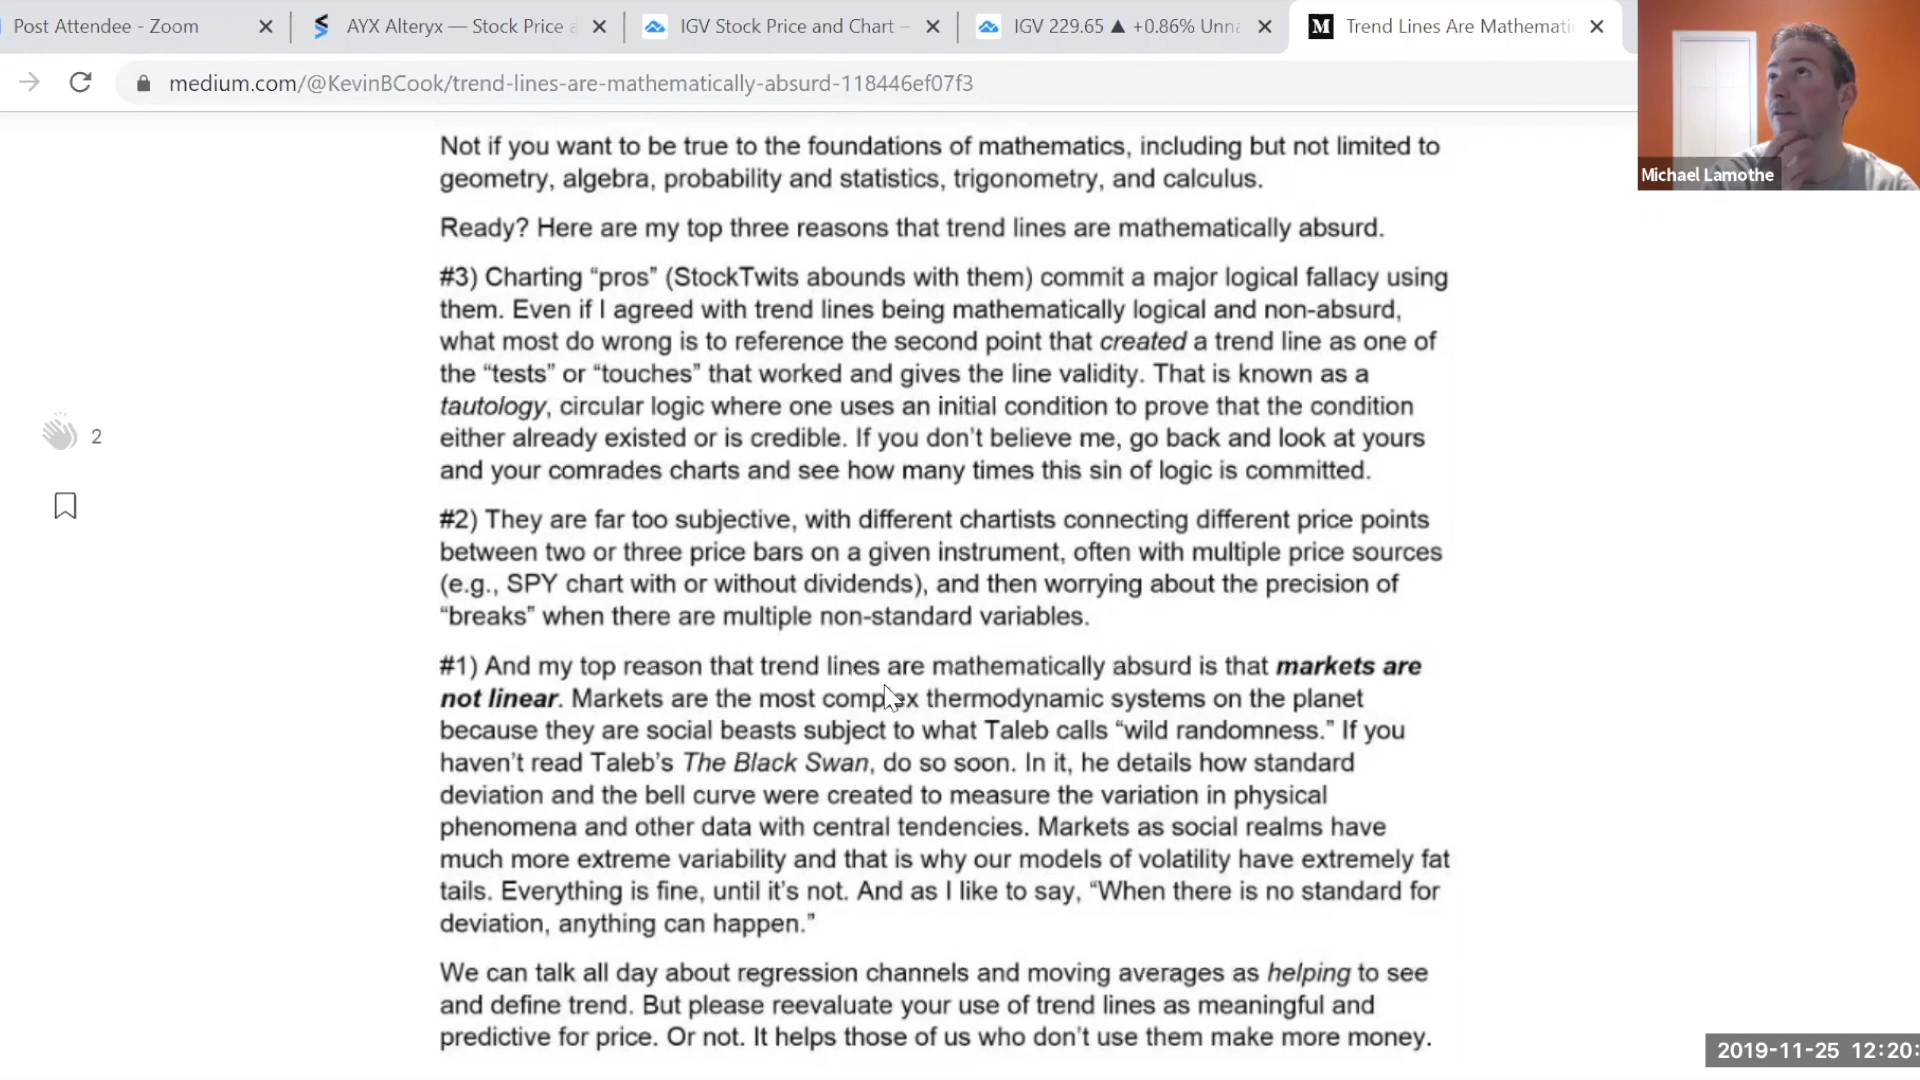 Post Attendee - Zoom
AYX Alteryx — Stock Price a
IGV Stock Price and Chart –
IGV 229.65 ▲ +0.86% Unna
M
Trend Lines Are Mathemati
medium.com/@KevinBCook/trend-lines-are-mathematically-absurd-118446ef07f3
Michael Lamothe
Not if you want to be true to the foundations of mathematics, including but not limited to
geometry, algebra, probability and statistics, trigonometry, and calculus.
Ready? Here are my top three reasons that trend lines are mathematically absurd.
#3) Charting “pros” (StockTwits abounds with them) commit a major logical fallacy using
them. Even if I agreed with trend lines being mathematically logical and non-absurd,
what most do wrong is to reference the second point that created a trend line as one of
the “tests” or “touches” that worked and gives the line validity. That is known as a
tautology, circular logic where one uses an initial condition to prove that the condition
either already existed or is credible. If you don’t believe me, go back and look at yours
and your comrades charts and see how many times this sin of logic is committed.
2
#2) They are far too subjective, with different chartists connecting different price points
between two or three price bars on a given instrument, often with multiple price sources
(e.g., SPY chart with or without dividends), and then worrying about the precision of
“breaks” when there are multiple non-standard variables.
#1) And my top reason that trend lines are mathematically absurd is that markets are
not linear. Markets are the most complex thermodynamic systems on the planet
because they are social beasts subject to what Taleb calls “wild randomness.” If you
haven’t read Taleb’s The Black Swan, do so soon. In it, he details how standard
deviation and the bell curve were created to measure the variation in physical
phenomena and other data with central tendencies. Markets as social realms have
much more extreme variability and that is why our models of volatility have extremely fat
tails. Everything is fine, until it’s not. And as I like to say, “When there is no standard for
deviation, anything can happen.”
We can talk all day about regression channels and moving averages as helping to see
and define trend. But please reevaluate your use of trend lines as meaningful and
predictive for price. Or not. It helps those of us who don’t use them make more money.
2019-11-25 12:20: